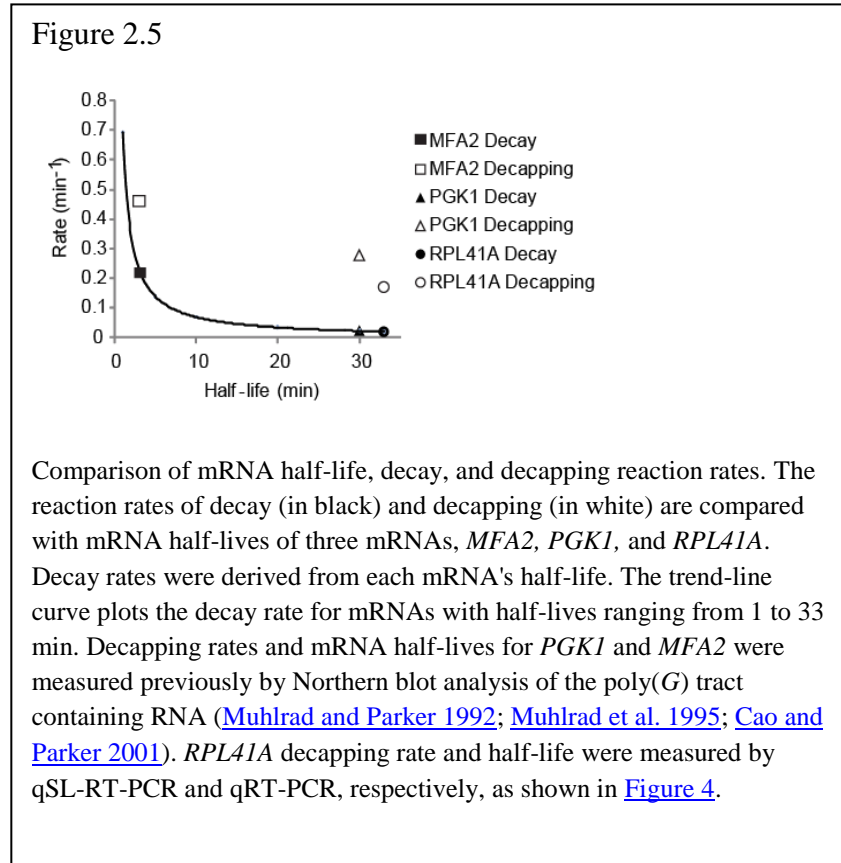 Figure 2.5
0.8
0.7
0.6
0.5
0.4
0.3
0.2
0.1
0
Rate (min⁻¹)
0 10 20 30
Half-life (min)
MFA2 Decay
MFA2 Decapping
PGK1 Decay
PGK1 Decapping
RPL41A Decay
RPL41A Decapping
Comparison of mRNA half-life, decay, and decapping reaction rates. The
reaction rates of decay (in black) and decapping (in white) are compared
with mRNA half-lives of three mRNAs, MFA2, PGK1, and RPL41A.
Decay rates were derived from each mRNA's half-life. The trend-line
curve plots the decay rate for mRNAs with half-lives ranging from 1 to 33
min. Decapping rates and mRNA half-lives for PGK1 and MFA2 were
measured previously by Northern blot analysis of the poly(G) tract
containing RNA (Muhlrad and Parker 1992; Muhlrad et al. 1995; Cao and
Parker 2001). RPL41A decapping rate and half-life were measured by
qSL-RT-PCR and qRT-PCR, respectively, as shown in Figure 4.